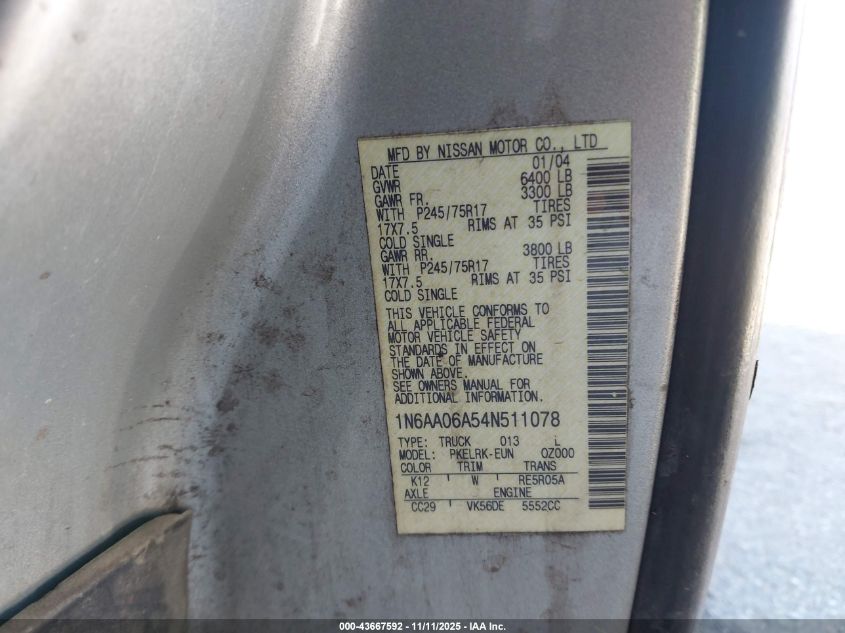 MFD BY NISSAN MOTOR CO., LTD
DATE 01/04
GVWR 6400 LB
GAWR FR. 3300 LB
WITH P245/75R17 TIRES
17X7.5 RIMS AT 35 PSI
COLD SINGLE
GAWR RR. 3800 LB
WITH P245/75R17 TIRES
17X7.5 RIMS AT 35 PSI
COLD SINGLE
THIS VEHICLE CONFORMS TO
ALL APPLICABLE FEDERAL
MOTOR VEHICLE SAFETY
STANDARDS IN EFFECT ON
THE DATE OF MANUFACTURE
SHOWN ABOVE.
SEE OWNERS MANUAL FOR
ADDITIONAL INFORMATION
1N6AA06A54N511078
TYPE: TRUCK 013 L
MODEL: PKELRK-EUN 0Z000
COLOR TRIM TRANS
K12 W RE5R05A
AXLE ENGINE
CC29 VK56DE 5552CC
000-43667592 - 11/11/2025 - IAA Inc.